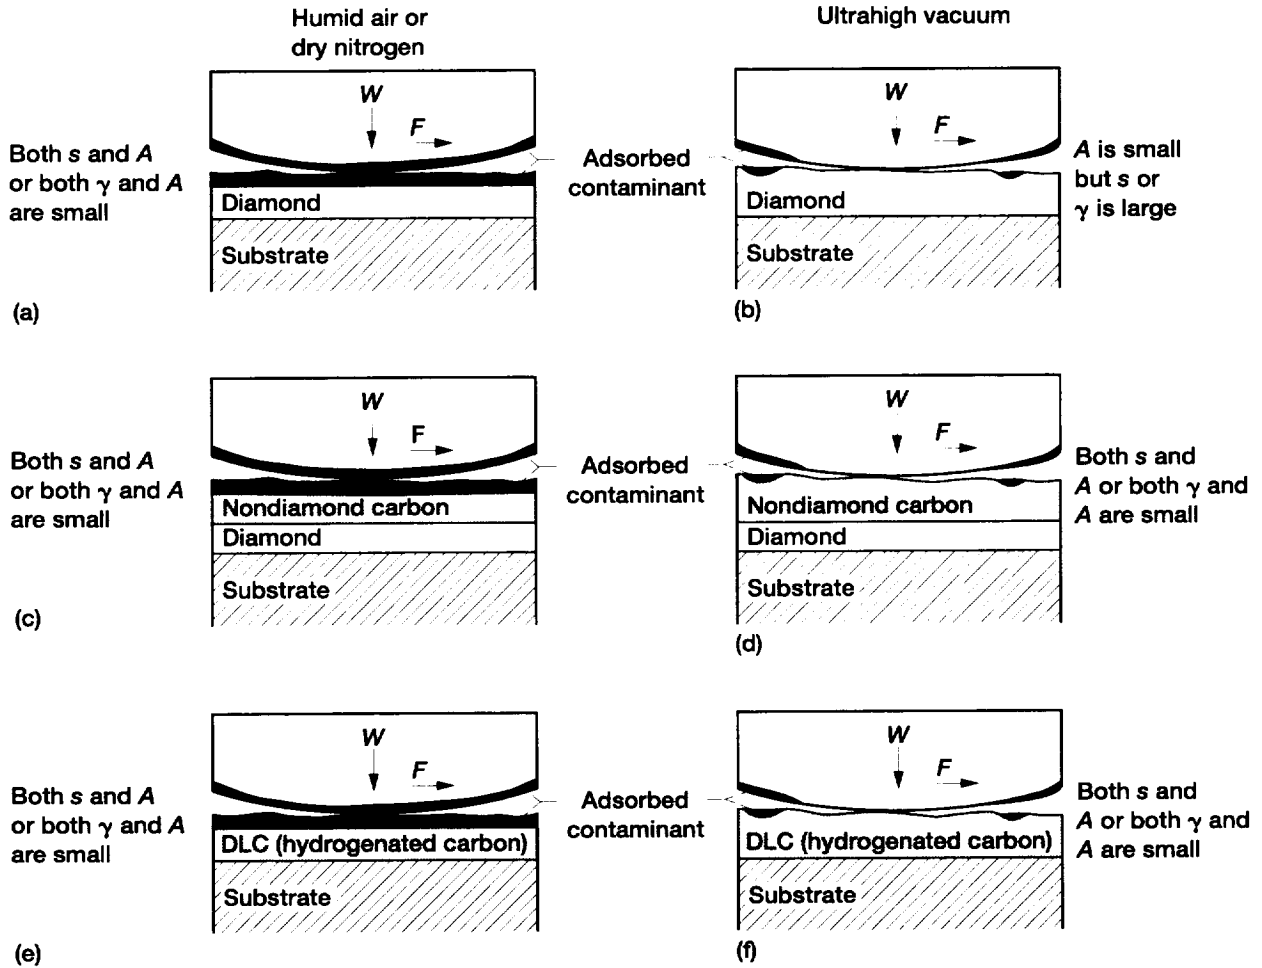 Humid air or
dry nitrogen
Ultrahigh vacuum
Both s and A
or both γ and A
are small
W
F
Diamond
Substrate
(a)
Adsorbed
contaminant
W
F
Diamond
Substrate
(b)
A is small
but s or
γ is large
Both s and A
or both γ and A
are small
W
F
Nondiamond carbon
Diamond
Substrate
(c)
Adsorbed
contaminant
W
F
Nondiamond carbon
Diamond
Substrate
(d)
Both s and
A or both γ and
A are small
Both s and A
or both γ and A
are small
W
F
DLC (hydrogenated carbon)
Substrate
(e)
Adsorbed
contaminant
W
F
DLC (hydrogenated carbon)
Substrate
(f)
Both s and
A or both γ and
A are small